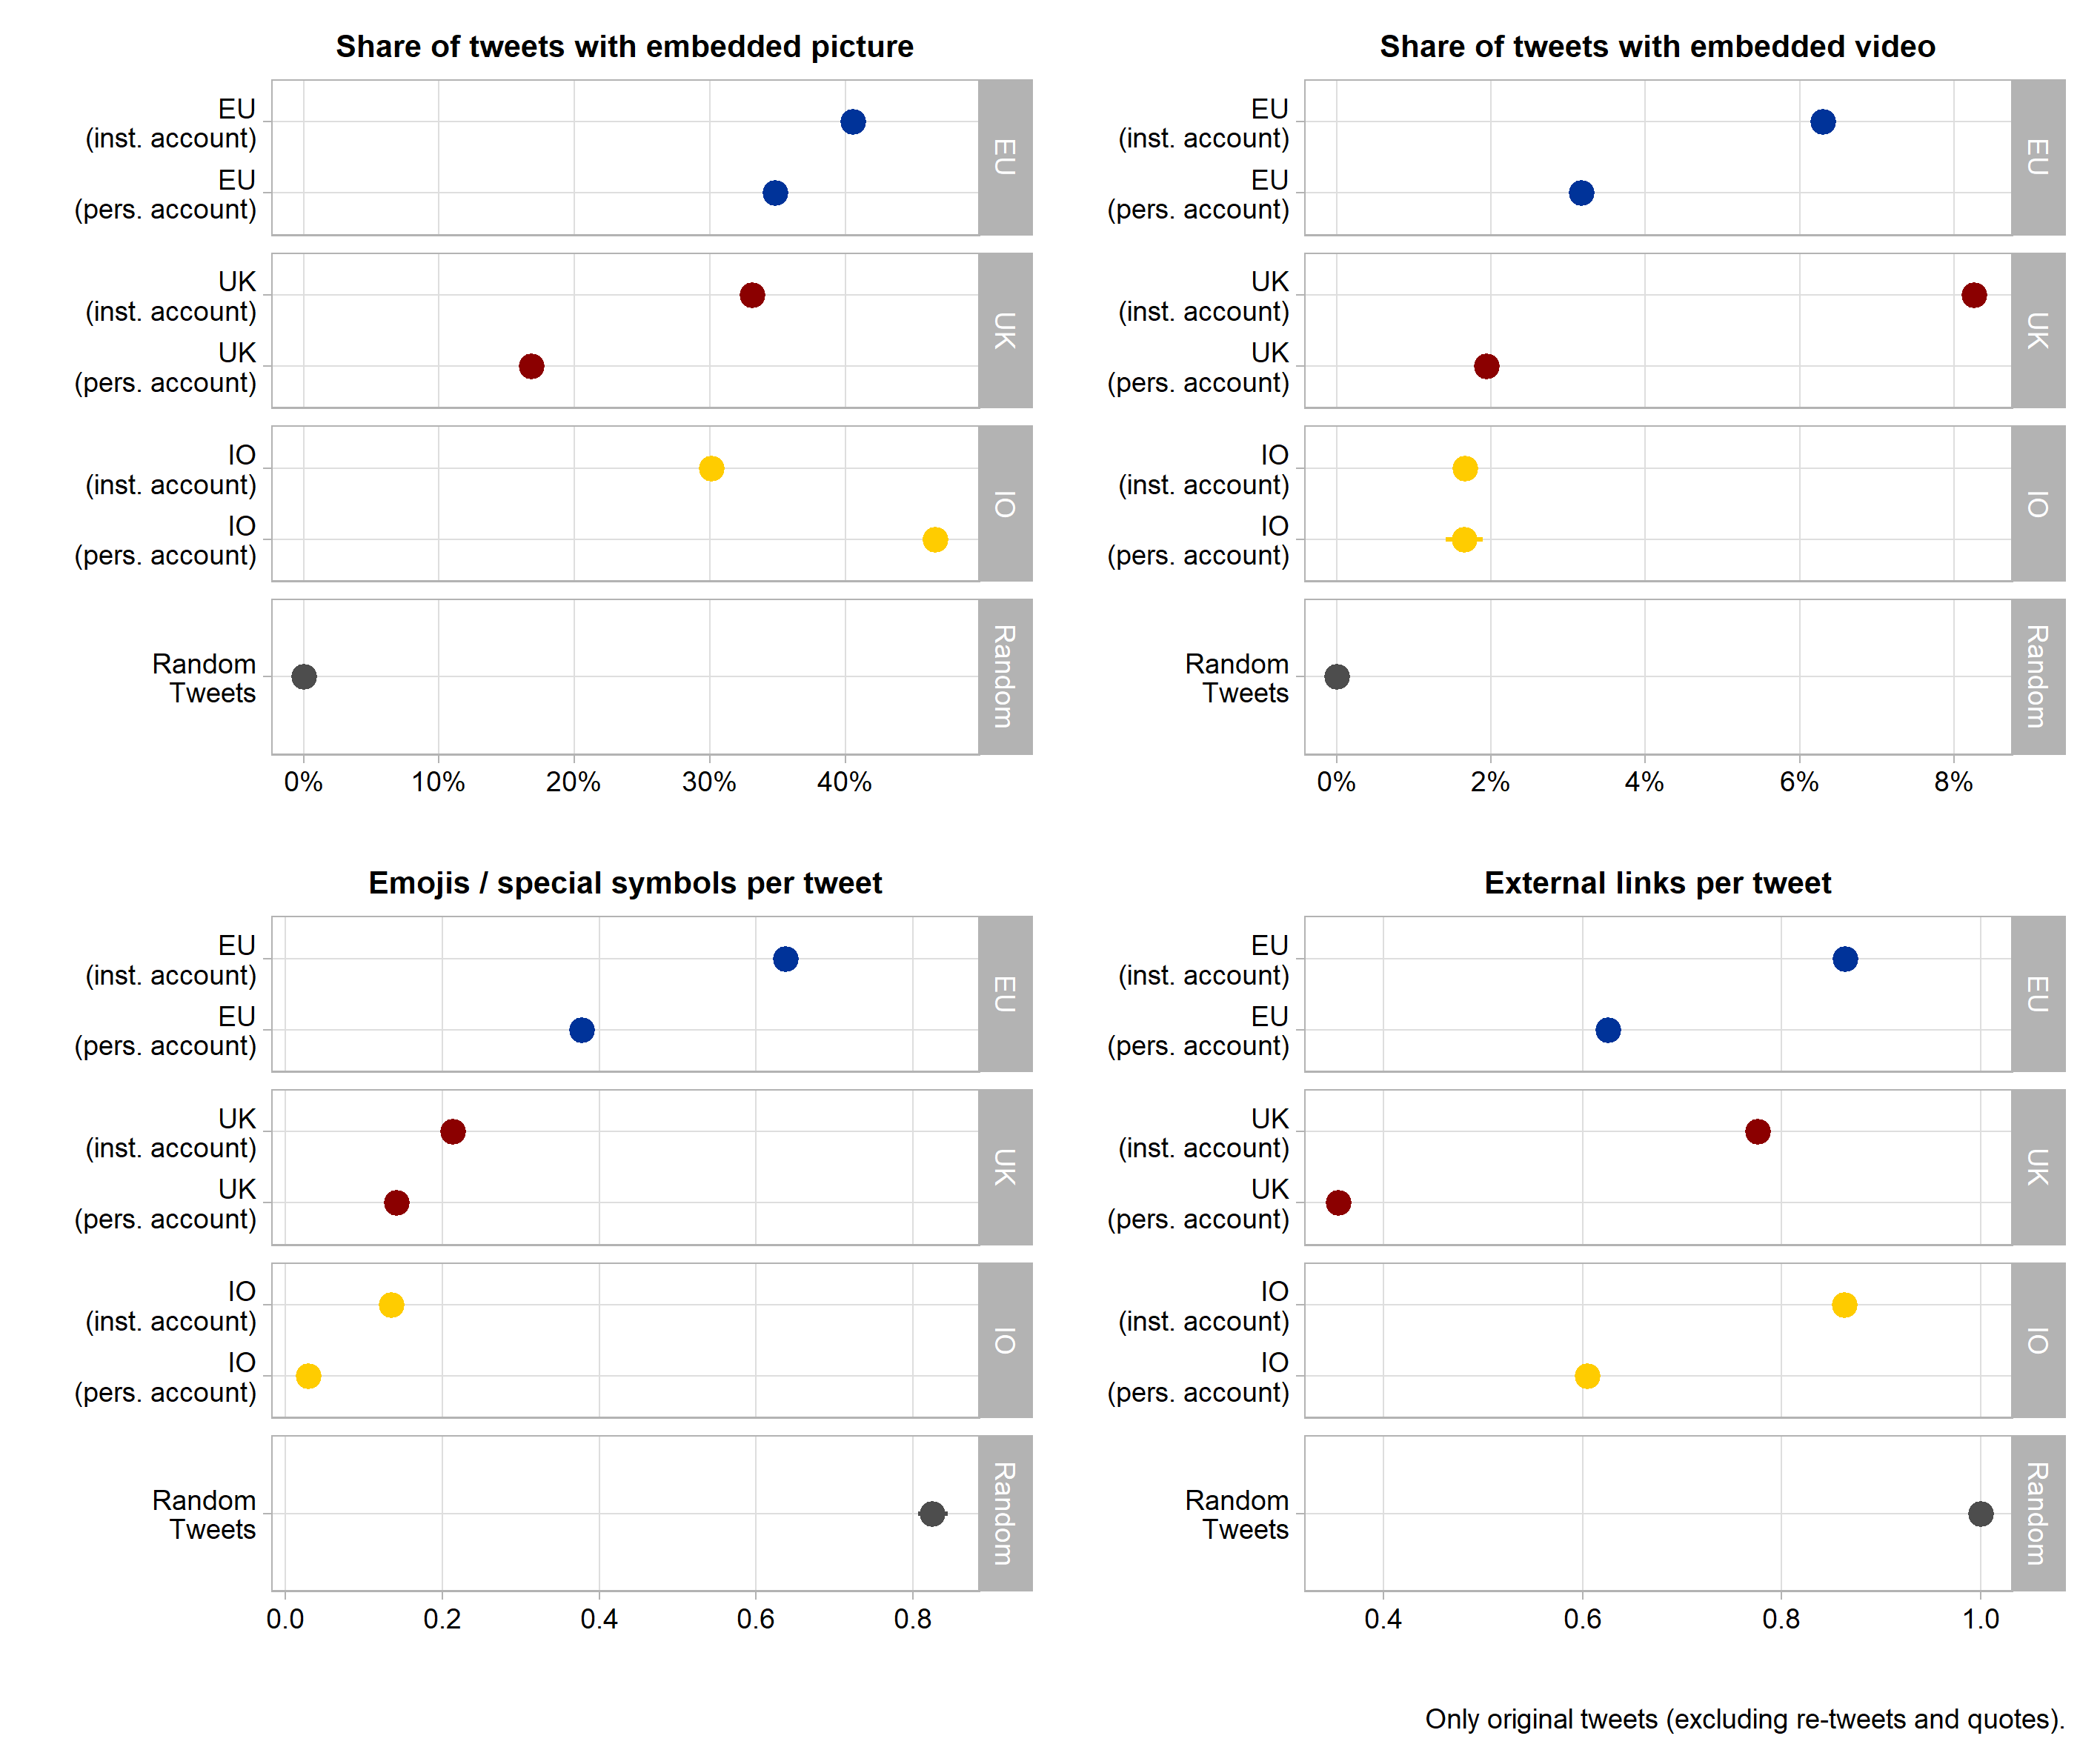 Share of tweets with embedded picture
EU
(inst. account)
EU
(pers. account)
EU
UK
(inst. account)
UK
(pers. account)
UK
IO
(inst. account)
IO
(pers. account)
IO
Random
Tweets
Random
0% 10% 20% 30% 40%
Share of tweets with embedded video
EU
(inst. account)
EU
(pers. account)
EU
UK
(inst. account)
UK
(pers. account)
UK
IO
(inst. account)
IO
(pers. account)
IO
Random
Tweets
Random
0% 2% 4% 6% 8%
Emojis / special symbols per tweet
EU
(inst. account)
EU
(pers. account)
EU
UK
(inst. account)
UK
(pers. account)
UK
IO
(inst. account)
IO
(pers. account)
IO
Random
Tweets
Random
0.0 0.2 0.4 0.6 0.8
External links per tweet
EU
(inst. account)
EU
(pers. account)
EU
UK
(inst. account)
UK
(pers. account)
UK
IO
(inst. account)
IO
(pers. account)
IO
Random
Tweets
Random
0.4 0.6 0.8 1.0
Only original tweets (excluding re-tweets and quotes).